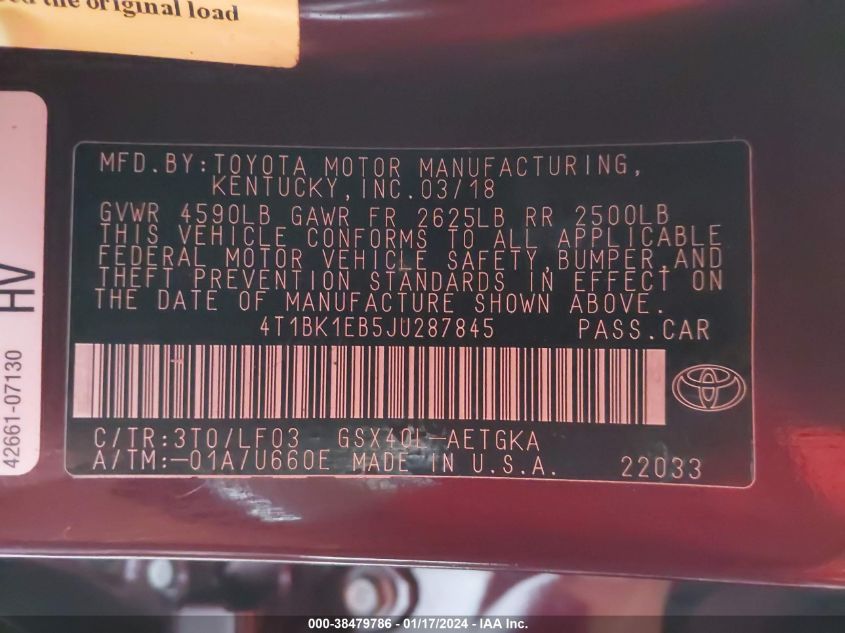 the original load
HV
42661-07130
MFD.BY:TOYOTA MOTOR MANUFACTURING,
KENTUCKY,INC.03/18
GVWR 4590LB GAWR FR 2625LB RR 2500LB
THIS VEHICLE CONFORMS TO ALL APPLICABLE
FEDERAL MOTOR VEHICLE SAFETY,BUMPER,AND
THEFT PREVENTION STANDARDS IN EFFECT ON
THE DATE OF MANUFACTURE SHOWN ABOVE.
4T1BK1EB5JU287845 PASS.CAR
C/TR:3T0/LF03 GSX40L-AETGKA
A/TM:-01A/U660E MADE IN U.S.A. 22033
000-38479786 - 01/17/2024 - IAA Inc.